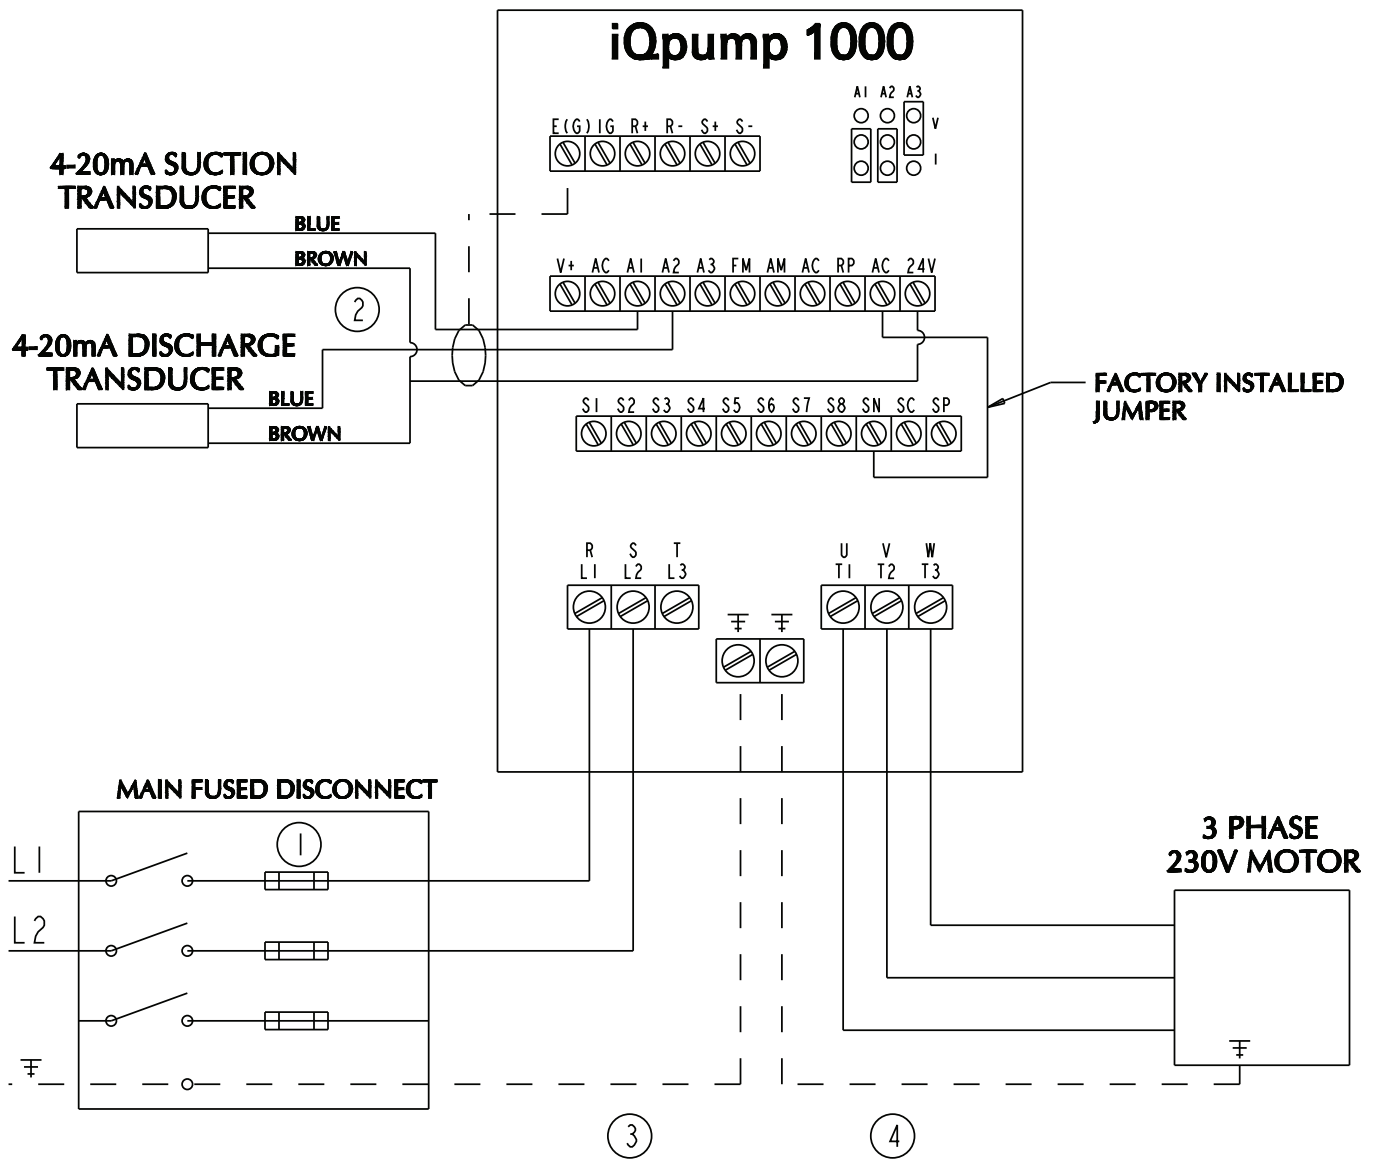 iQpump 1000
A1 A2 A3
V
I
E(G) IG R+ R- S+ S-
4-20mA SUCTION
TRANSDUCER
BLUE
BROWN
V+ AC A1 A2 A3 FM AM AC RP AC 24V
2
4-20mA DISCHARGE
TRANSDUCER
BLUE
BROWN
FACTORY INSTALLED
JUMPER
S1 S2 S3 S4 S5 S6 S7 S8 SN SC SP
R S T
L1 L2 L3
U V W
T1 T2 T3
MAIN FUSED DISCONNECT
1
L1
L2
3 PHASE
230V MOTOR
3
4